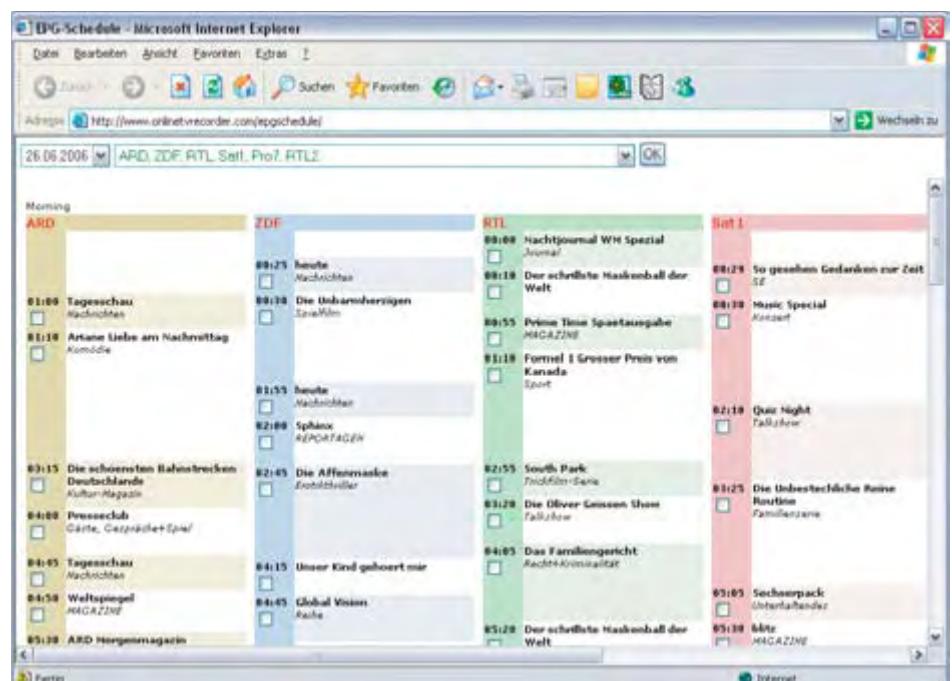 EPG-Schedule - Microsoft Internet Explorer
Datei Bearbeiten Ansicht Favoriten Extras ?
Zurück Suchen Favoriten
Adresse http://www.onlinetvrecorder.com/epgschedule/ Wechseln zu
26.06.2006 ARD, ZDF, RTL, Sat1, Pro7, RTL2 OK
Morning
ARD
01:00 Tagesschau
Nachrichten
01:10 Ariane Liebe am Nachmittag
Komödie
03:15 Die schoensten Bahnstrecken
Deutschlands
Kultur-Magazin
04:00 Presseclub
Gäste, Gespräche+Spiel
04:45 Tagesschau
Nachrichten
04:50 Weltspiegel
MAGAZINE
05:30 ARD Morgenmagazin
ZDF
00:25 heute
Nachrichten
00:30 Die Unbarmherzigen
Spielfilm
01:55 heute
Nachrichten
02:00 Sphinx
REPORTAGEN
02:45 Die Affenmaske
Erotikthriller
04:15 Unser Kind gehoert mir
04:45 Global Vision
Reihe
RTL
00:00 Nachtjournal WM Spezial
Journal
00:10 Der schrillste Maskenball der
Welt
00:55 Prime Time Spaetausgabe
MAGAZINE
01:10 Formel 1 Grosser Preis von
Kanada
Sport
02:55 South Park
Trickfilm-Serie
03:20 Die Oliver Geissen Show
Talkshow
04:05 Das Familiengericht
Recht+Kriminalität
05:20 Der schrillste Maskenball der
Welt
Sat 1
00:29 So gesehen Gedanken zur Zeit
SE
00:30 Music Special
Konzert
02:10 Quiz Night
Talkshow
03:25 Die Unbestechliche Reine
Routine
Familienserie
05:05 Sechserpack
Unterhaltendes
05:30 blitz
MAGAZINE
Fertig Internet